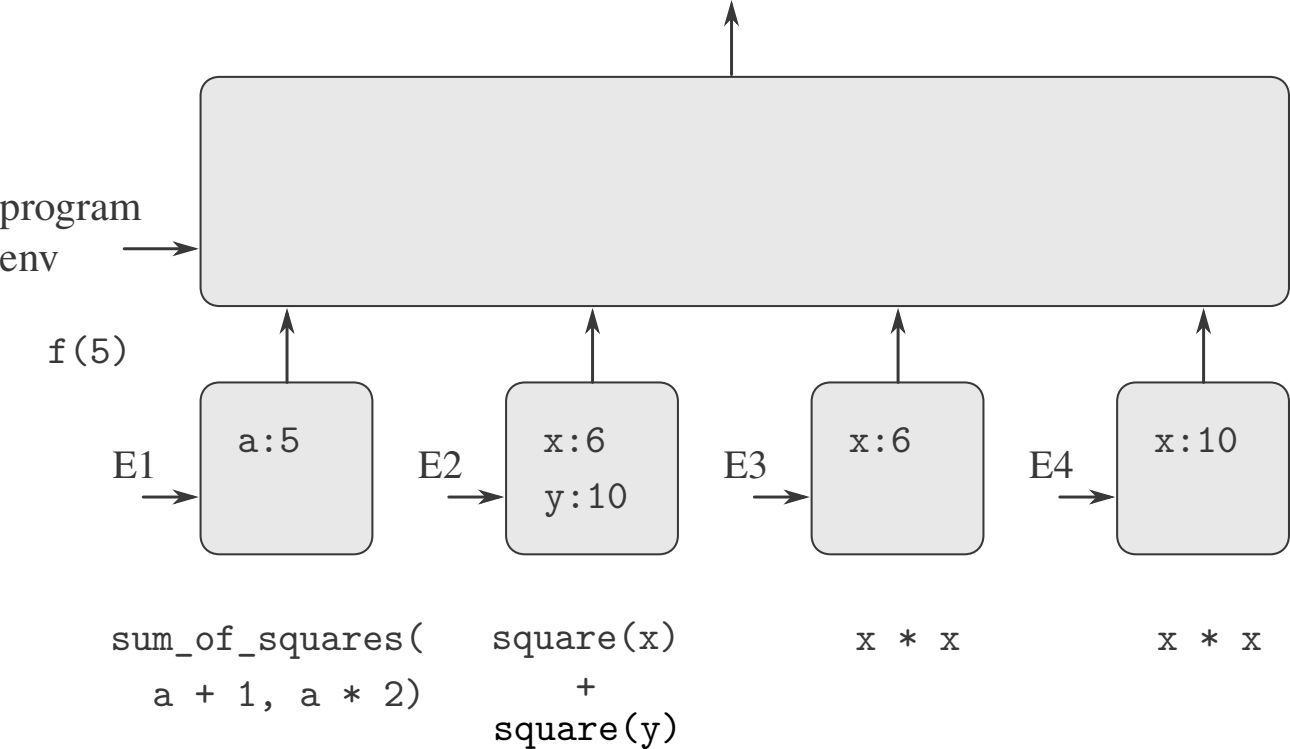 program
env
f(5)
E1
a:5
E2
x:6
y:10
E3
x:6
E4
x:10
sum_of_squares(
a + 1, a * 2)
square(x)
+
square(y)
x * x
x * x